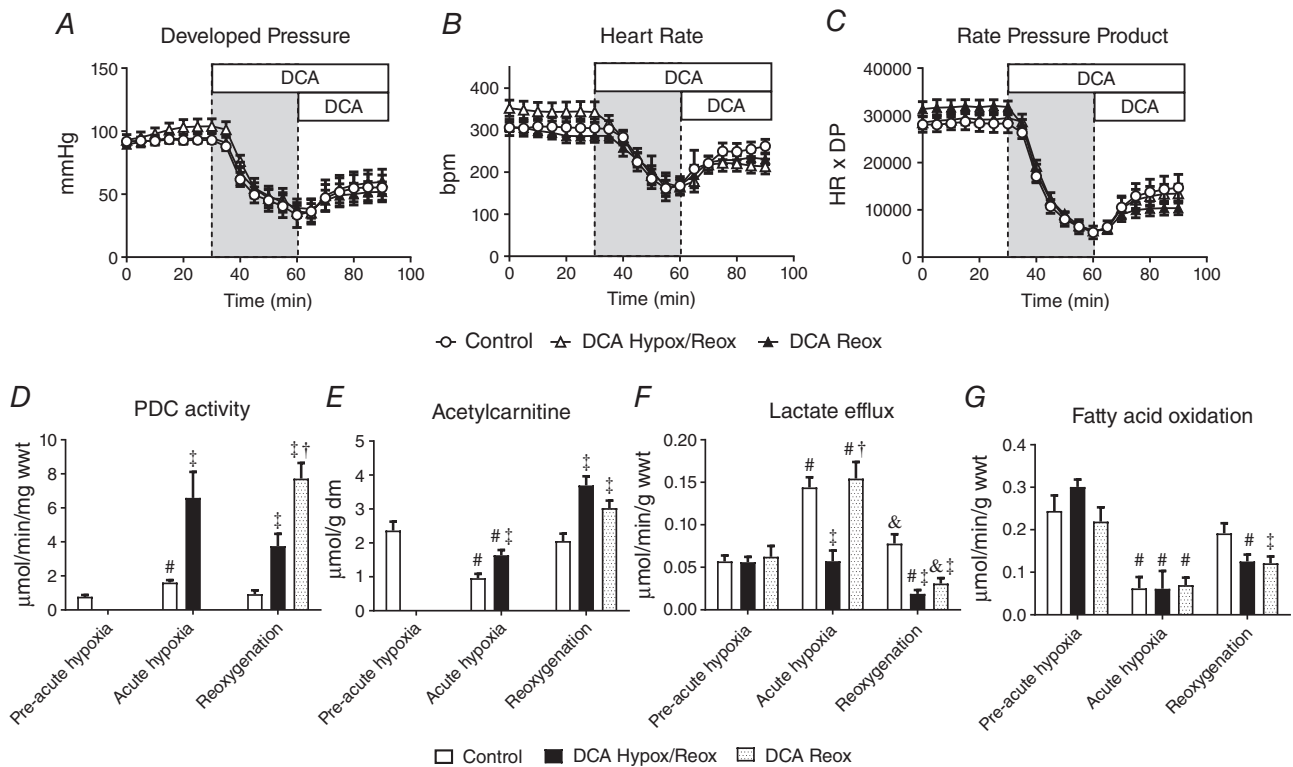 A
Developed Pressure
DCA
DCA
150
100
50
0
mmHg
0 20 40 60 80 100
Time (min)
B
Heart Rate
DCA
DCA
400
300
200
100
0
bpm
0 20 40 60 80 100
Time (min)
C
Rate Pressure Product
DCA
DCA
40000
30000
20000
10000
0
HR x DP
0 20 40 60 80 100
Time (min)
Control DCA Hypox/Reox DCA Reox
D
PDC activity
10
8
6
4
2
0
µmol/min/mg wwt
#
‡
‡
‡ †
Pre-acute hypoxia
Acute hypoxia
Reoxygenation
E
Acetylcarnitine
5
4
3
2
1
0
µmol/g dm
#
# ‡
‡
‡
Pre-acute hypoxia
Acute hypoxia
Reoxygenation
F
Lactate efflux
0.20
0.15
0.10
0.05
0.00
µmol/min/g wwt
#
‡
# †
&
# ‡
& ‡
Pre-acute hypoxia
Acute hypoxia
Reoxygenation
G
Fatty acid oxidation
0.4
0.3
0.2
0.1
0.0
µmol/min/g wwt
# # #
#
‡
Pre-acute hypoxia
Acute hypoxia
Reoxygenation
Control DCA Hypox/Reox DCA Reox